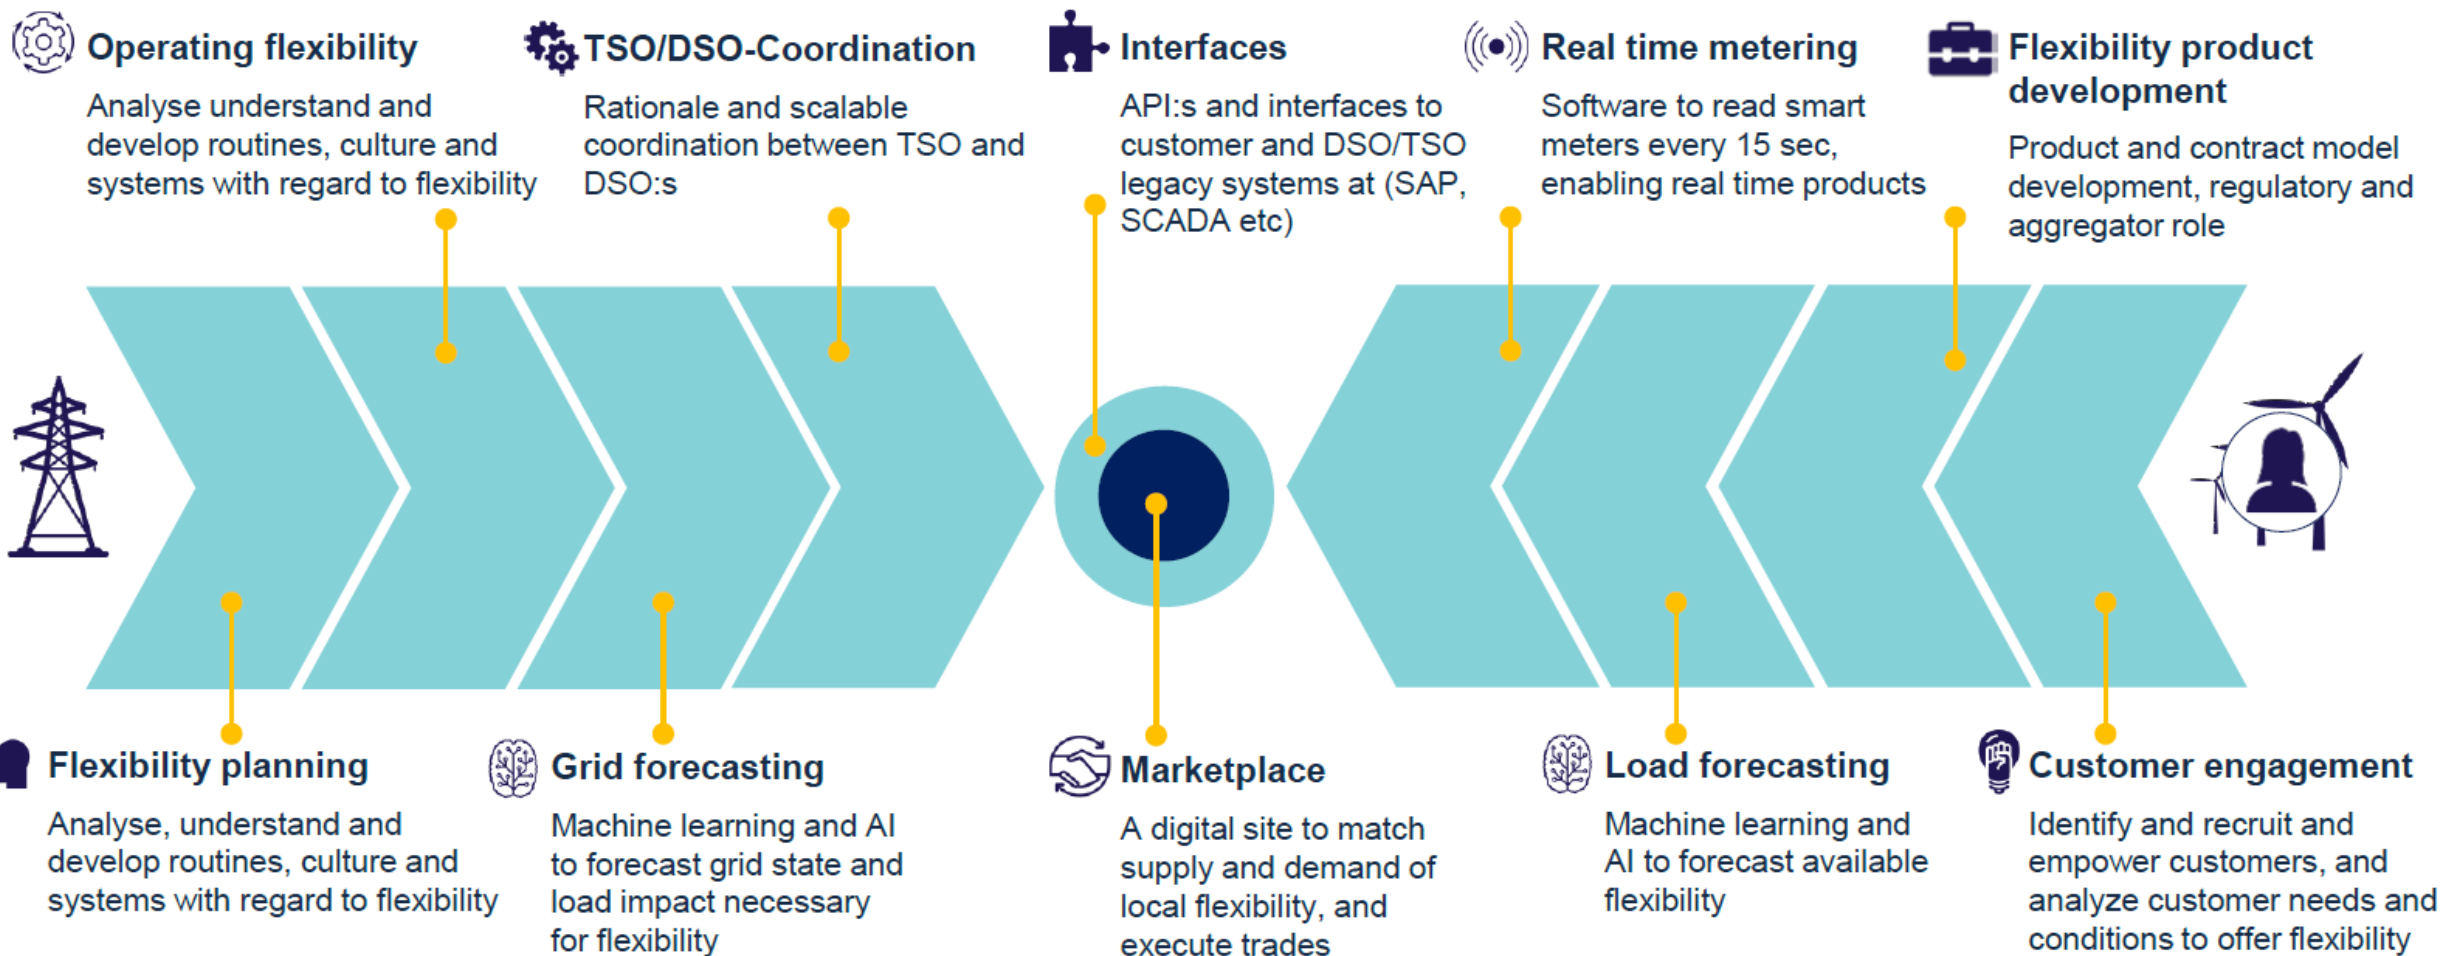 Operating flexibility
Analyse understand and
develop routines, culture and
systems with regard to flexibility
TSO/DSO-Coordination
Rationale and scalable
coordination between TSO and
DSO:s
Interfaces
API:s and interfaces to
customer and DSO/TSO
legacy systems at (SAP,
SCADA etc)
Real time metering
Software to read smart
meters every 15 sec,
enabling real time products
Flexibility product
development
Product and contract model
development, regulatory and
aggregator role
Flexibility planning
Analyse, understand and
develop routines, culture and
systems with regard to flexibility
Grid forecasting
Machine learning and AI
to forecast grid state and
load impact necessary
for flexibility
Marketplace
A digital site to match
supply and demand of
local flexibility, and
execute trades
Load forecasting
Machine learning and
AI to forecast available
flexibility
Customer engagement
Identify and recruit and
empower customers, and
analyze customer needs and
conditions to offer flexibility